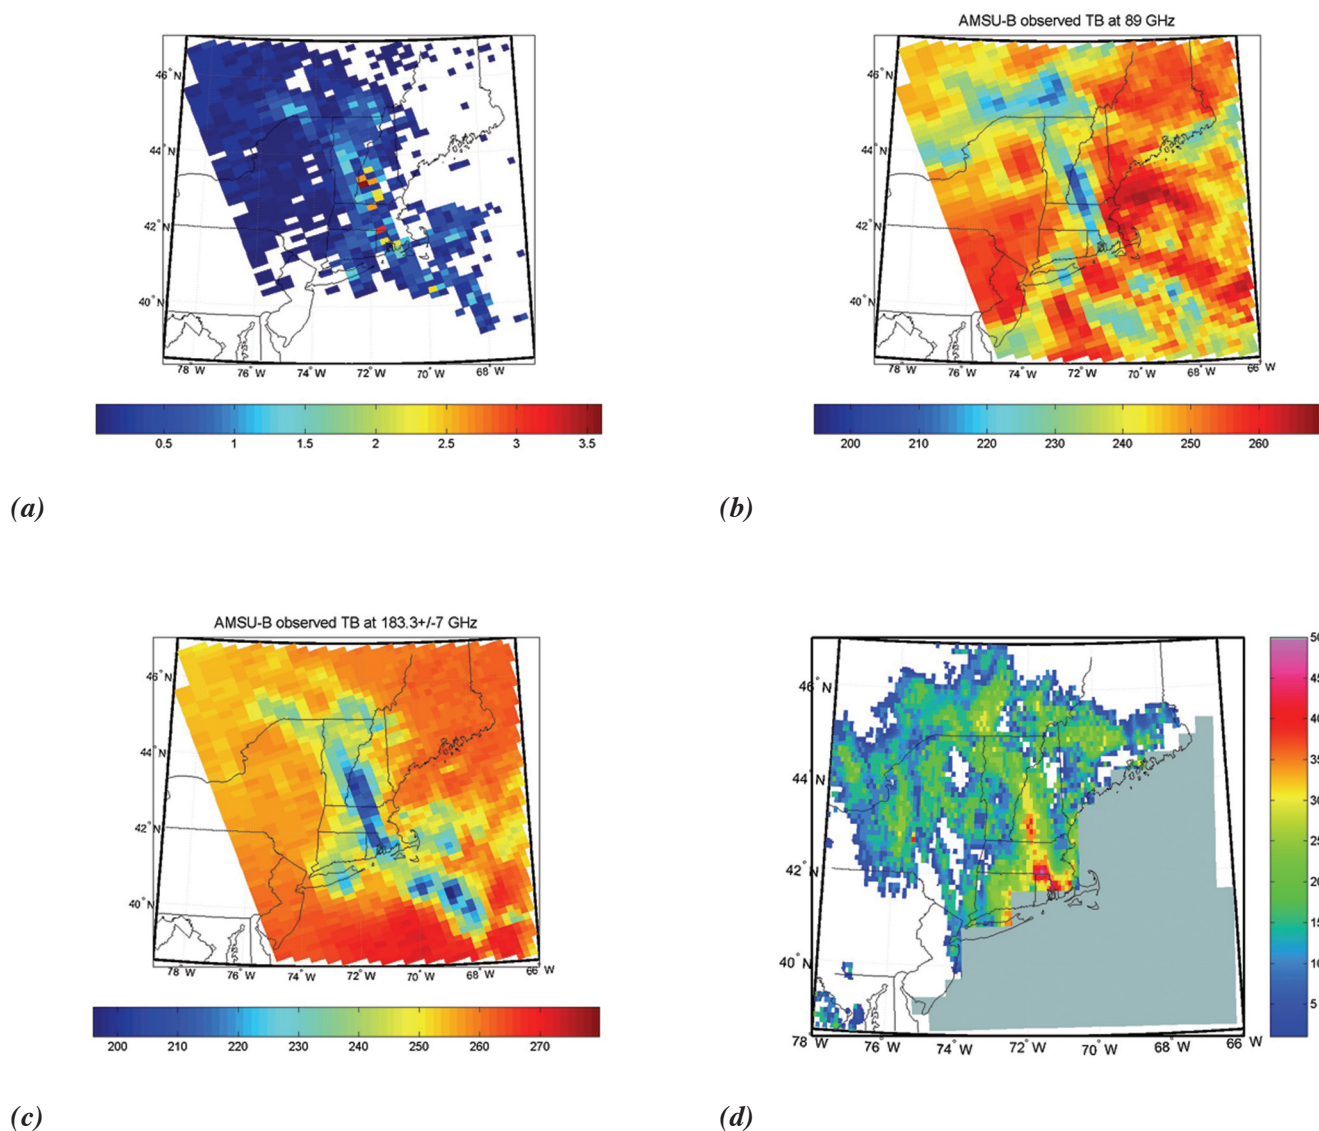 AMSU-B observed TB at 89 GHz
46° N
44° N
42° N
40° N
78° W 76° W 74° W 72° W 70° W 68° W
0.5 1 1.5 2 2.5 3 3.5
46° N
44° N
42° N
40° N
78° W 76° W 74° W 72° W 70° W 68° W 66° W
200 210 220 230 240 250 260
(a)
(b)
AMSU-B observed TB at 183.3+/-7 GHz
46° N
44° N
42° N
40° N
78° W 76° W 74° W 72° W 70° W 68° W 66° W
200 210 220 230 240 250 260 270
46° N
44° N
42° N
40° N
78° W 76° W 74° W 72° W 70° W 68° W 66° W
50
45
40
35
30
25
20
15
10
5
(c)
(d)